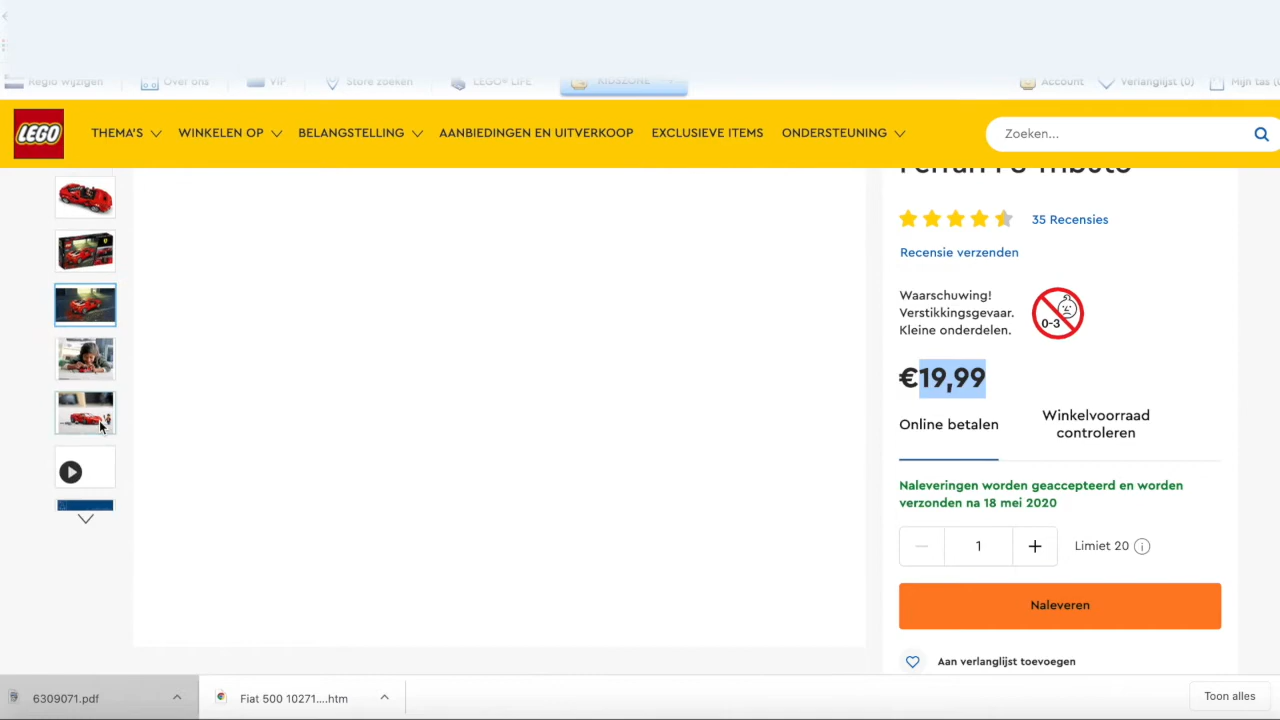 Regio wijzigen
Over ons
VIP
Store zoeken
LEGO® LIFE
KIDSZONE
Account
Verlanglijst (0)
Mijn tas (
LEGO
THEMA'S
WINKELEN OP
BELANGSTELLING
AANBIEDINGEN EN UITVERKOOP
EXCLUSIEVE ITEMS
ONDERSTEUNING
Zoeken...
Ferrari F8 Tributo
35 Recensies
Recensie verzenden
Waarschuwing!
Verstikkingsgevaar.
Kleine onderdelen.
0-3
€19,99
Online betalen
Winkelvoorraad
controleren
Naleveringen worden geaccepteerd en worden
verzonden na 18 mei 2020
1
Limiet 20
Naleveren
Aan verlanglijst toevoegen
6309071.pdf
Fiat 500 10271....htm
Toon alles